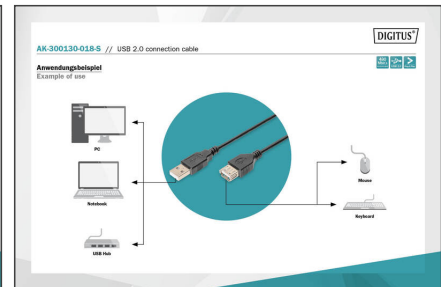 DIGITUS®
AK-300130-018-S // USB 2.0 connection cable
Anwendungsbeispiel
Example of use
PC
Notebook
USB Hub
Mouse
Keyboard